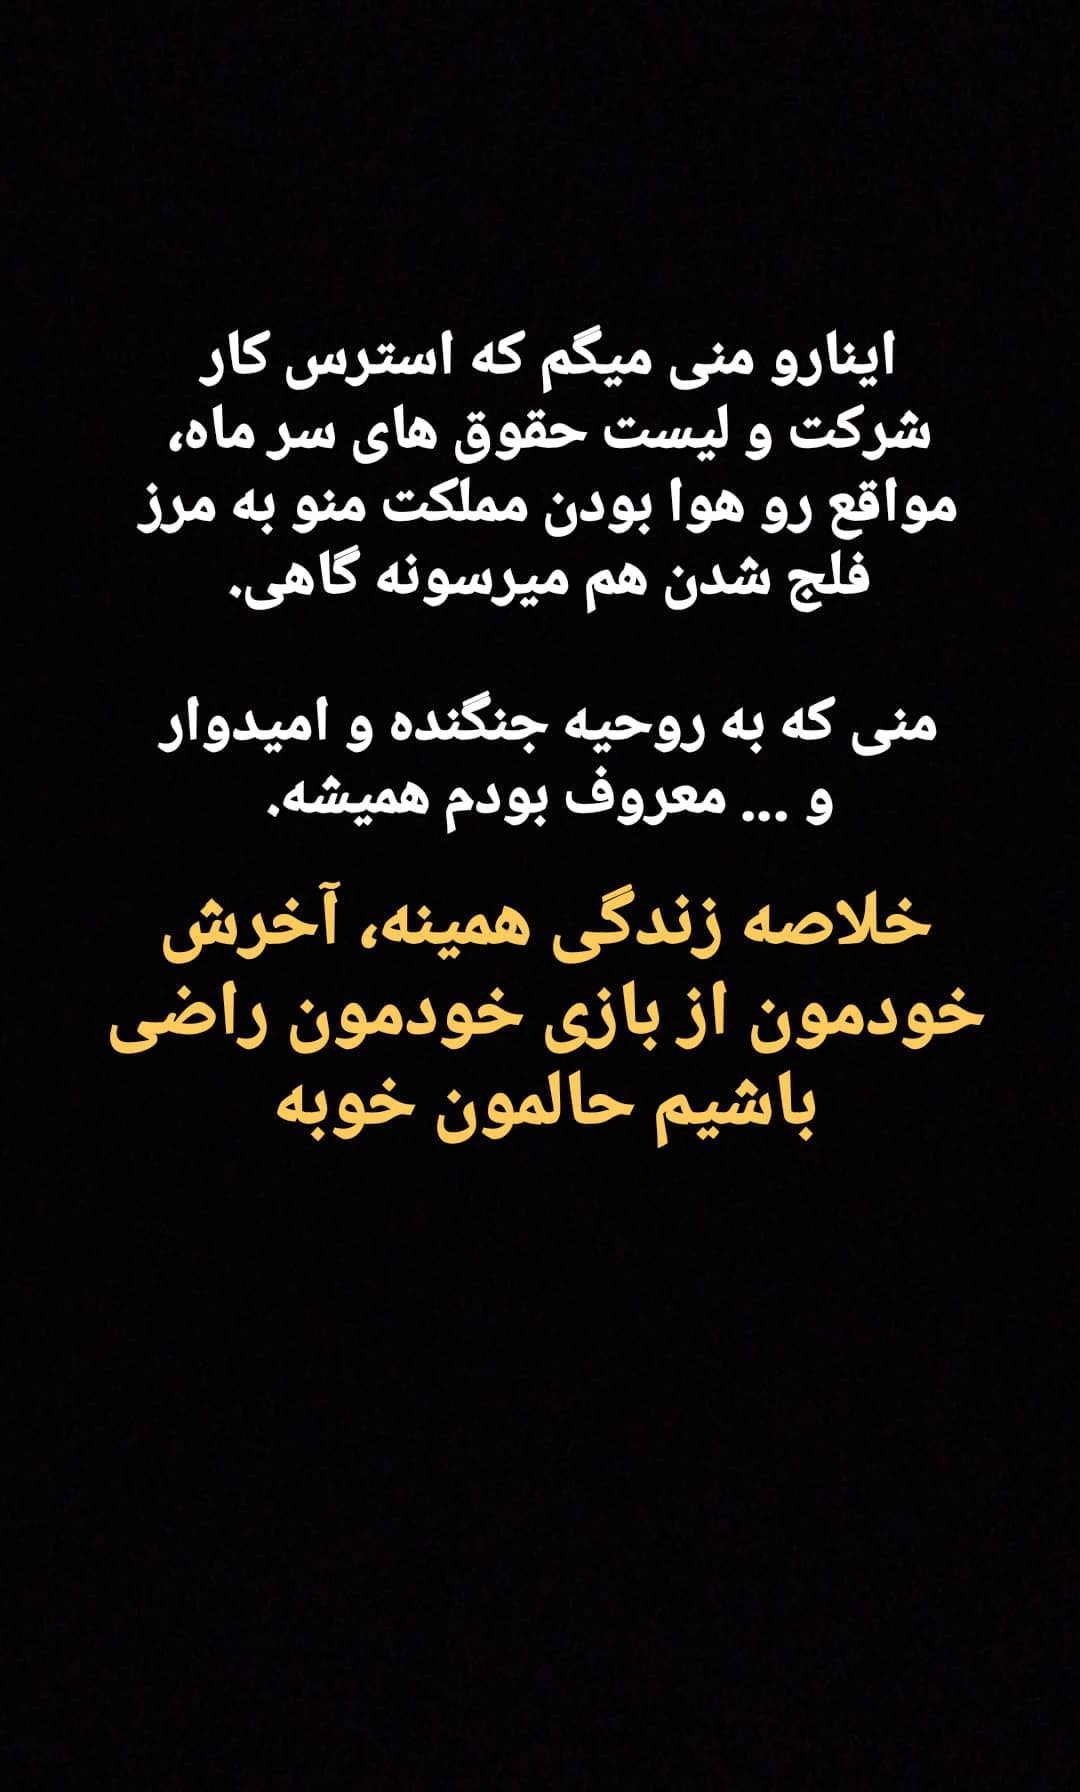 اینارو منی میگم که استرس کار
شرکت و لیست حقوق های سر ماه،
مواقع رو هوا بودن مملکت منو به مرز
فلج شدن هم میرسونه گاهی.
منی که به روحیه جنگنده و امیدوار
و ... معروف بودم همیشه.
خلاصه زندگی همینه، آخرش
خودمون از بازی خودمون راضی
باشیم حالمون خوبه